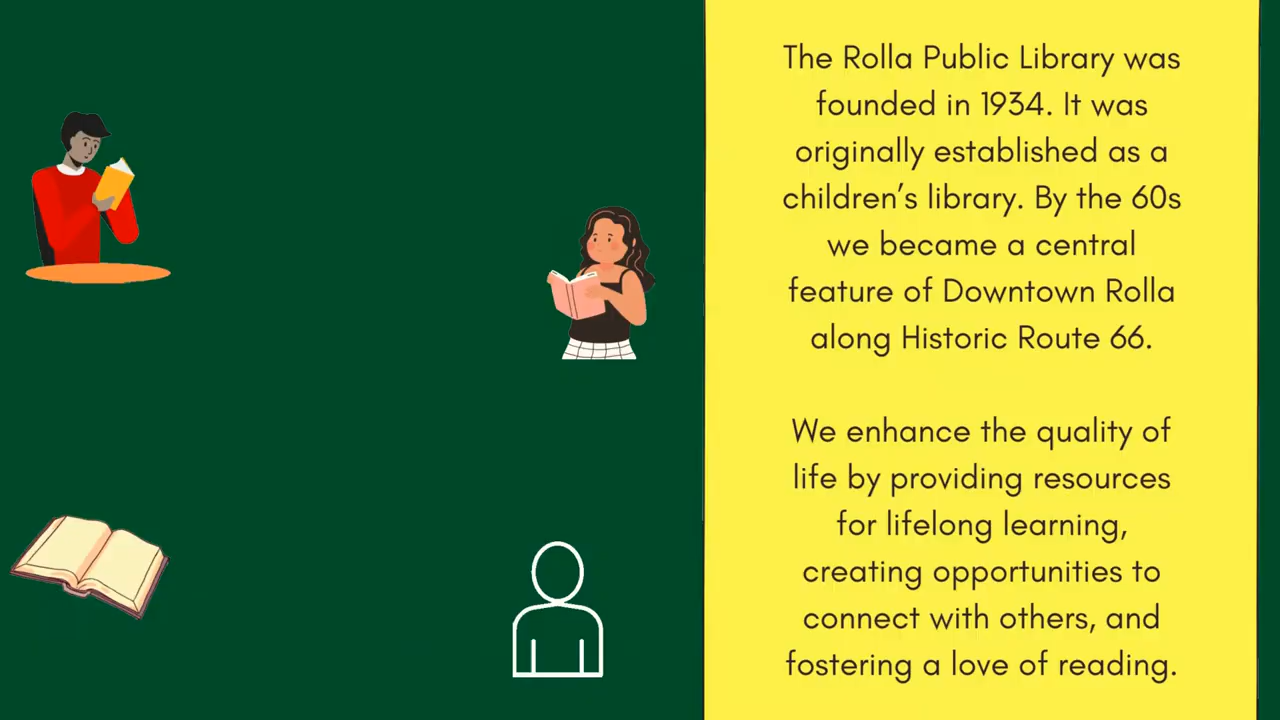 The Rolla Public Library was
founded in 1934. It was
originally established as a
children’s library. By the 60s
we became a central
feature of Downtown Rolla
along Historic Route 66.
We enhance the quality of
life by providing resources
for lifelong learning,
creating opportunities to
connect with others, and
fostering a love of reading.